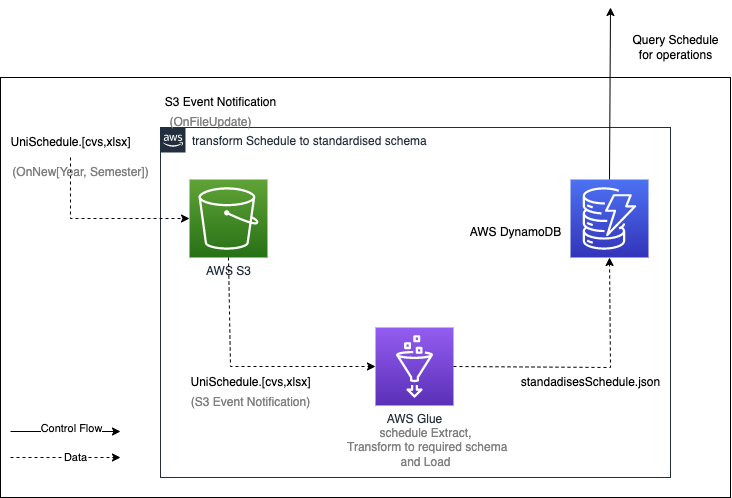 Query Schedule
for operations
S3 Event Notification
(OnFileUpdate)
UniSchedule.[cvs,xlsx]
(OnNew[Year, Semester])
aws
transform Schedule to standardised schema
AWS S3
AWS DynamoDB
UniSchedule.[cvs,xlsx]
(S3 Event Notification)
standadisesSchedule.json
AWS Glue
schedule Extract,
Transform to required schema
and Load
Control Flow
Data